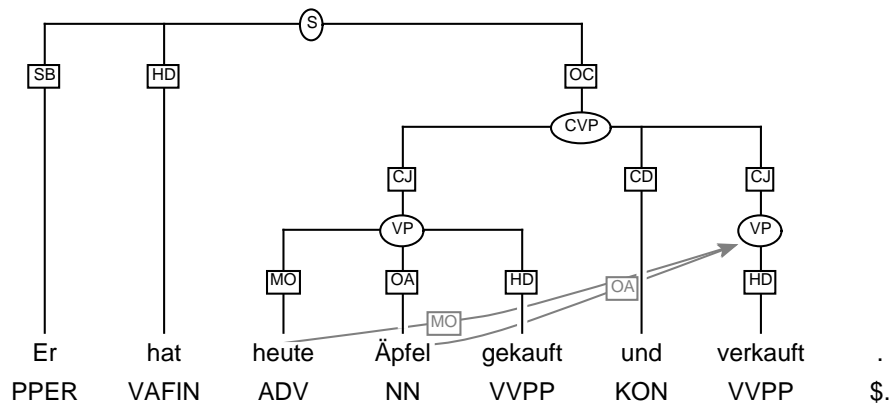 S
SB HD OC
CVP
CJ CD CJ
VP VP
MO OA HD OA HD
MO
Er hat heute Äpfel gekauft und verkauft .
PPER VAFIN ADV NN VVPP KON VVPP $.